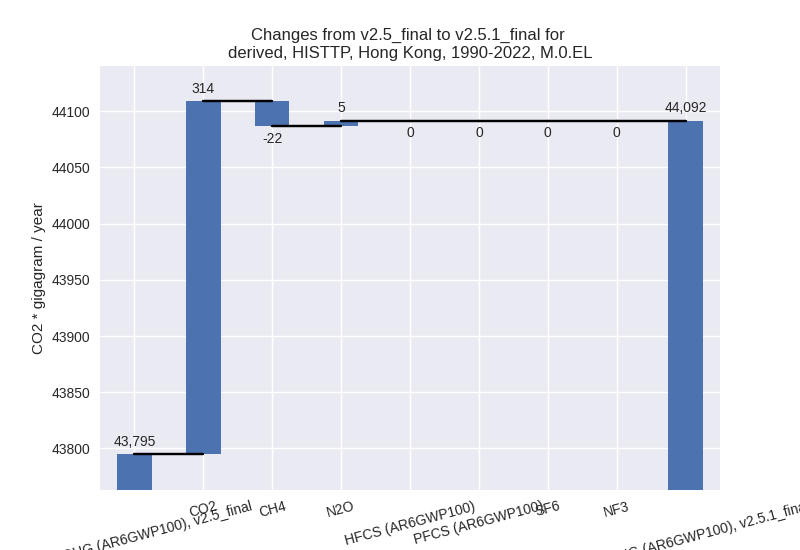 Changes from v2.5_final to v2.5.1_final for
derived, HISTTP, Hong Kong, 1990-2022, M.0.EL
CO2 * gigagram / year
44100
44050
44000
43950
43900
43850
43800
43,795
314
-22
5
0
0
0
0
44,092
(AR6GWP100), v2.5_final
CO2
CH4
N2O
HFCS (AR6GWP100)
PFCS (AR6GWP100)
SF6
NF3
(AR6GWP100), v2.5.1_final